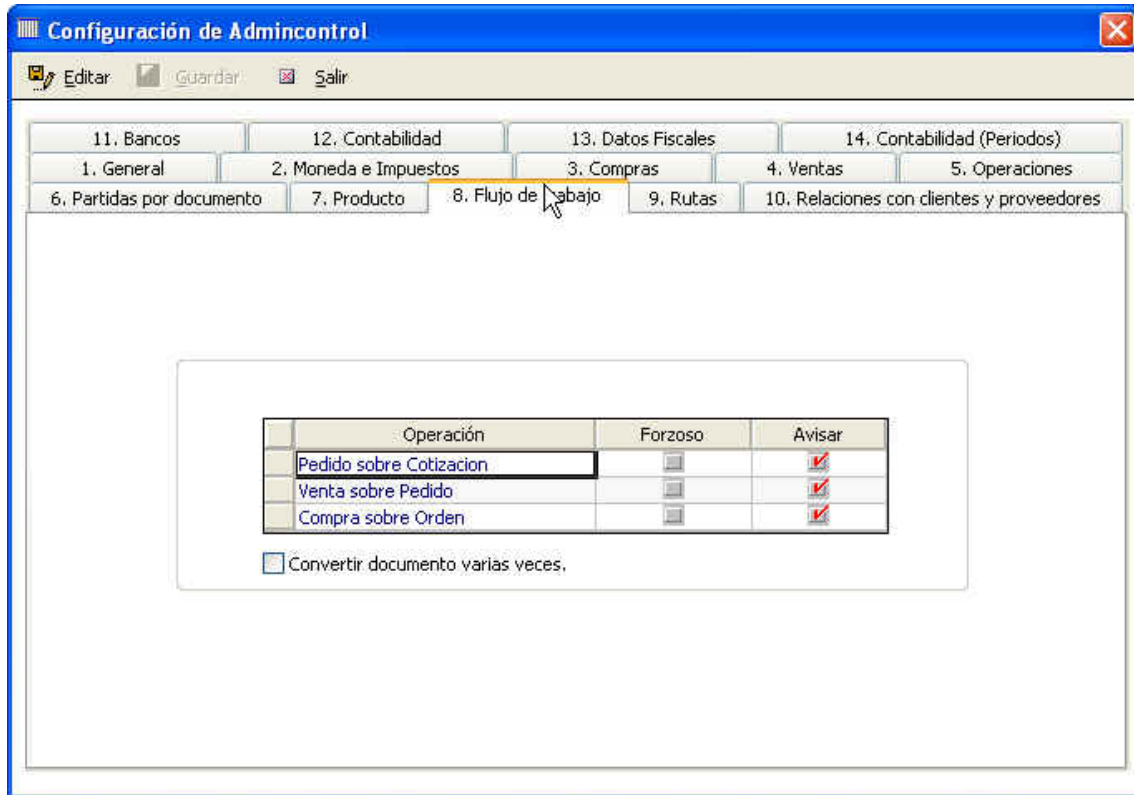 Configuración de Admincontrol
Editar Guardar Salir
11. Bancos 12. Contabilidad 13. Datos Fiscales 14. Contabilidad (Periodos)
1. General 2. Moneda e Impuestos 3. Compras 4. Ventas 5. Operaciones
6. Partidas por documento 7. Producto 8. Flujo de Trabajo 9. Rutas 10. Relaciones con clientes y proveedores
Operación Forzoso Avisar
Pedido sobre Cotizacion
Venta sobre Pedido
Compra sobre Orden
Convertir documento varias veces.